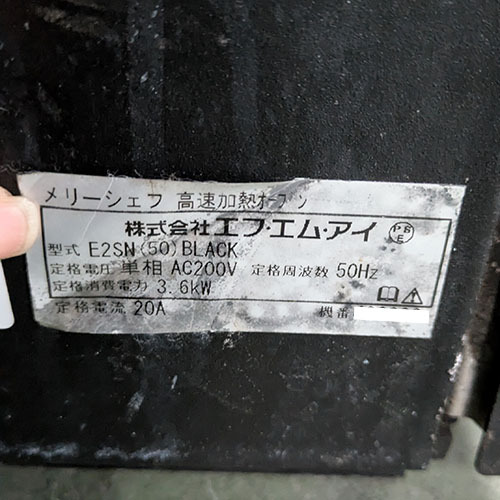 メリーシェフ 高速加熱オーブン
株式会社 エフ・エム・アイ
PS
E
型式 E2SN(50)BLACK
定格電圧 単相 AC200V 定格周波数 50Hz
定格消費電力 3.6kW
定格電流 20A 機番